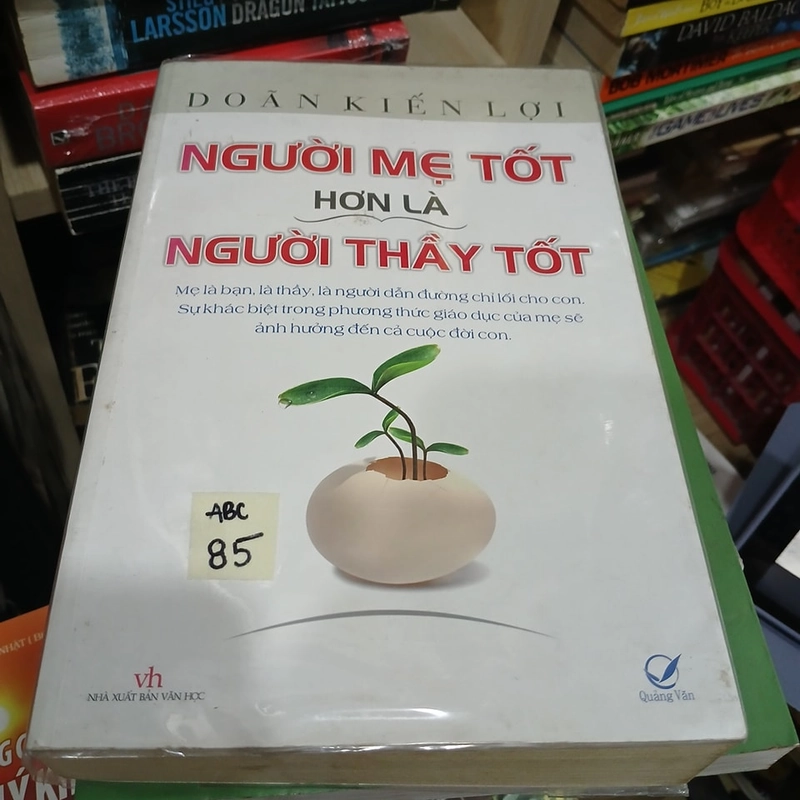 LARSSON DRAGON TATTOO
DAVID BALDACCI
BOB MORTIMER
DOÃN KIẾN LỢI
NGƯỜI MẸ TỐT
HƠN LÀ
NGƯỜI THẦY TỐT
Mẹ là bạn, là thầy, là người dẫn đường chỉ lối cho con.
Sự khác biệt trong phương thức giáo dục của mẹ sẽ
ảnh hưởng đến cả cuộc đời con.
ABC
85
vh
NHÀ XUẤT BẢN VĂN HỌC
Quảng Văn